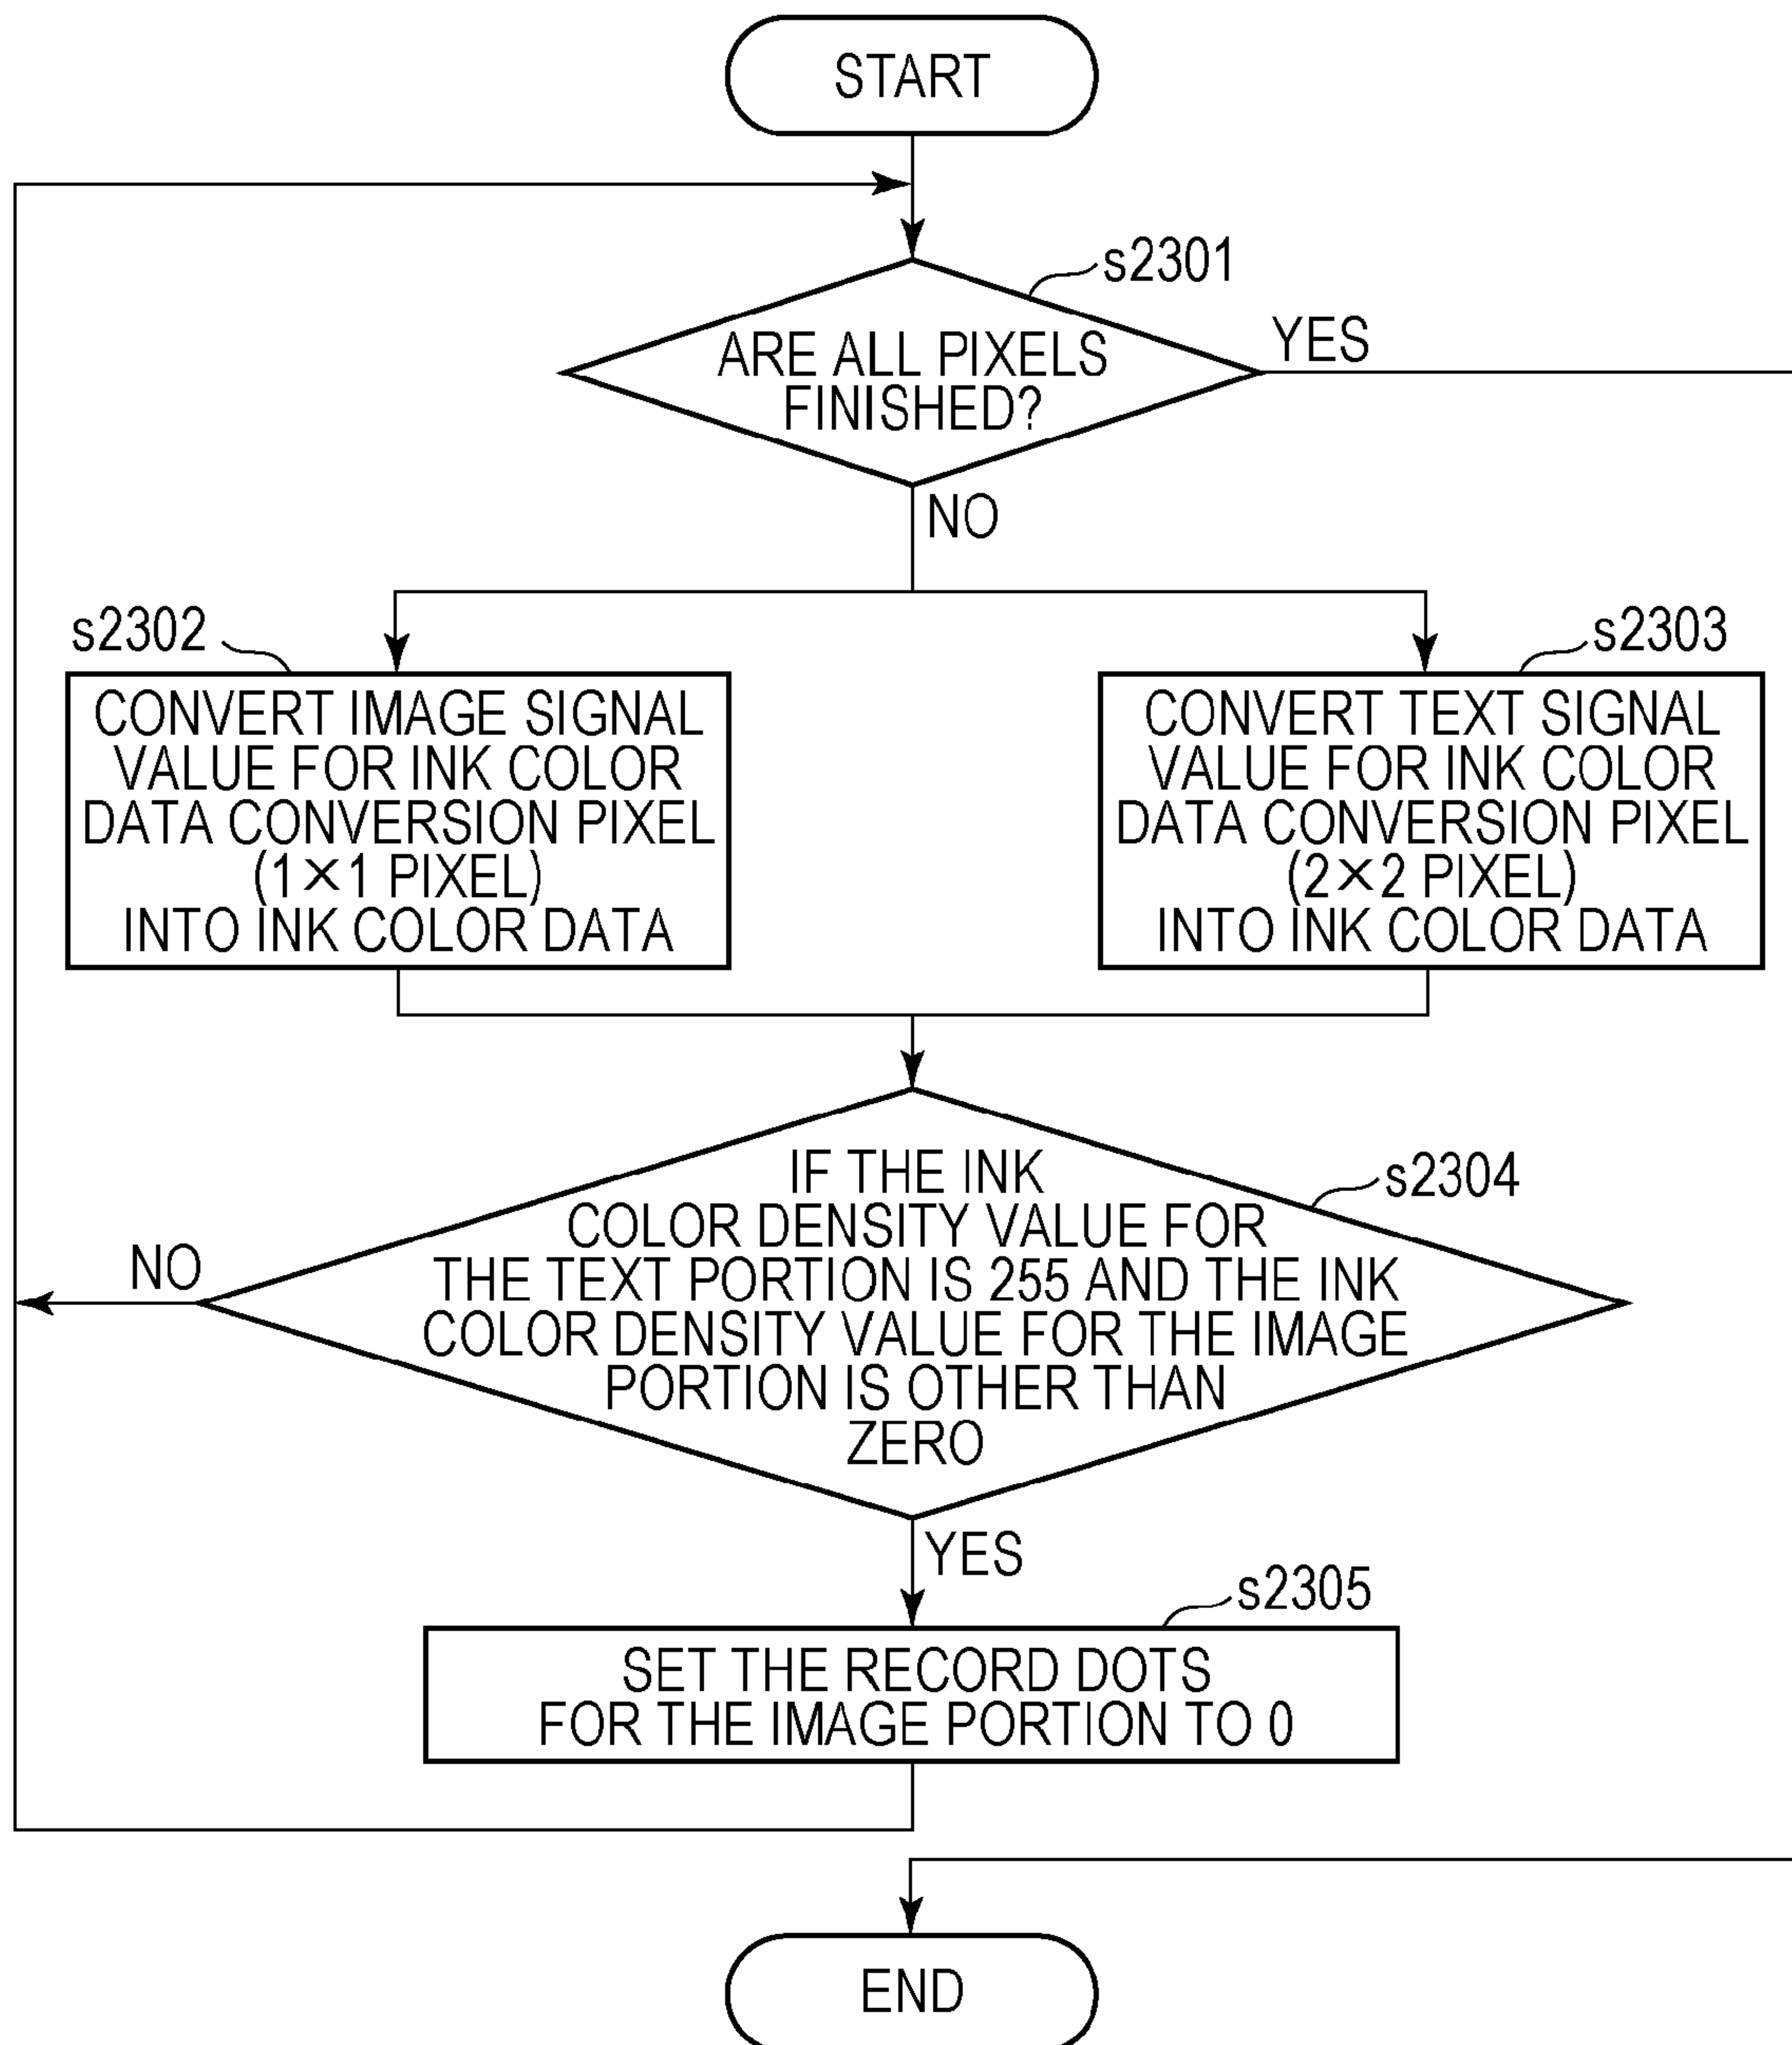 START
s2301
ARE ALL PIXELS
FINISHED?
YES
NO
s2302
CONVERT IMAGE SIGNAL
VALUE FOR INK COLOR
DATA CONVERSION PIXEL
(1×1 PIXEL)
INTO INK COLOR DATA
s2303
CONVERT TEXT SIGNAL
VALUE FOR INK COLOR
DATA CONVERSION PIXEL
(2×2 PIXEL)
INTO INK COLOR DATA
s2304
IF THE INK
COLOR DENSITY VALUE FOR
THE TEXT PORTION IS 255 AND THE INK
COLOR DENSITY VALUE FOR THE IMAGE
PORTION IS OTHER THAN
ZERO
NO
YES
s2305
SET THE RECORD DOTS
FOR THE IMAGE PORTION TO 0
END